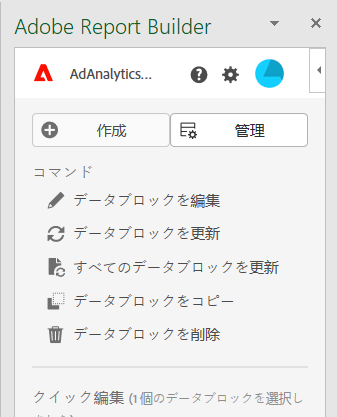 Adobe Report Builder
AdAnalytics...
作成
管理
コマンド
データブロックを編集
データブロックを更新
すべてのデータブロックを更新
データブロックをコピー
データブロックを削除
クイック編集 (1 個のデータブロックを選択し